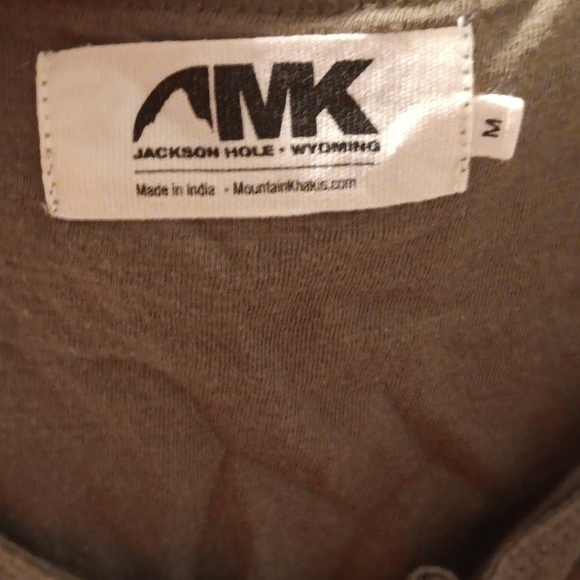 MK
JACKSON HOLE • WYOMING
Made in India - MountainKhakis.com
M